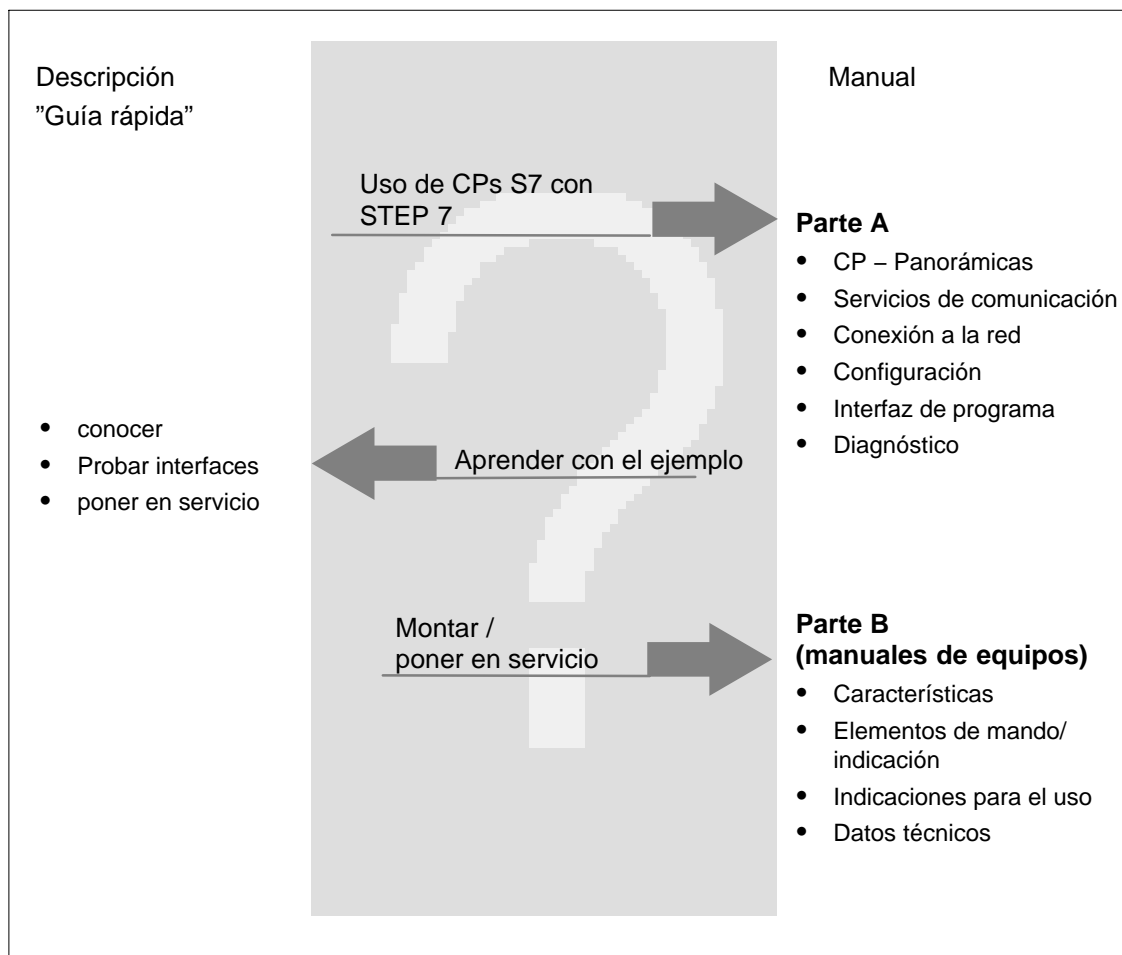 Descripción
”Guía rápida”
Manual
Uso de CPs S7 con
STEP 7
Parte A
• CP – Panorámicas
• Servicios de comunicación
• Conexión a la red
• Configuración
• Interfaz de programa
• Diagnóstico
• conocer
• Probar interfaces
• poner en servicio
Aprender con el ejemplo
Montar /
poner en servicio
Parte B
(manuales de equipos)
• Características
• Elementos de mando/
indicación
• Indicaciones para el uso
• Datos técnicos